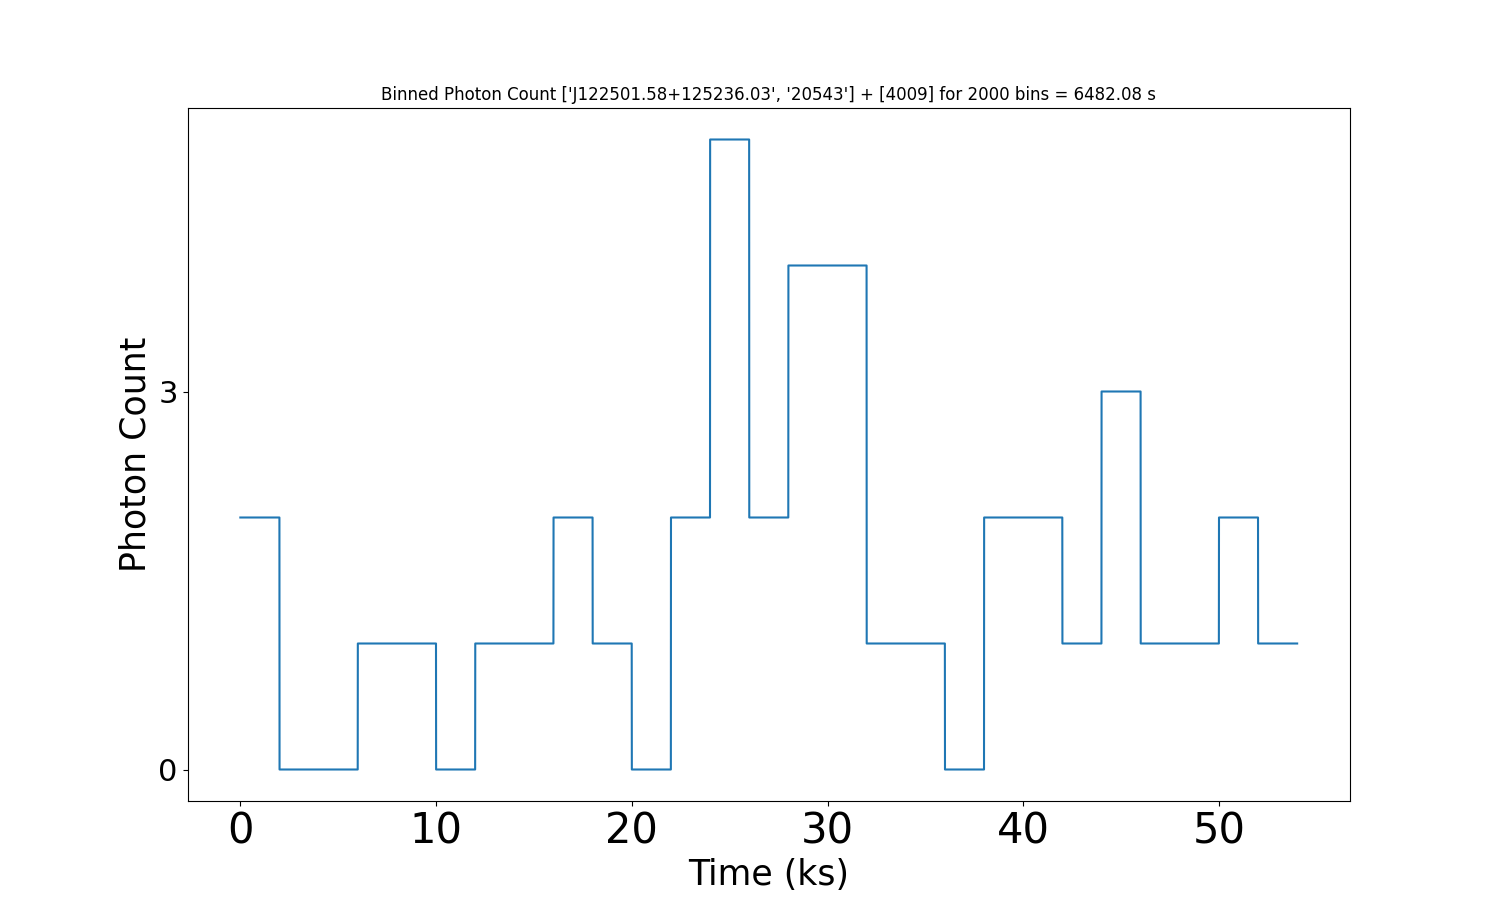 Binned Photon Count ['J122501.58+125236.03', '20543'] + [4009] for 2000 bins = 6482.08 s
Photon Count
3
0
0 10 20 30 40 50
Time (ks)